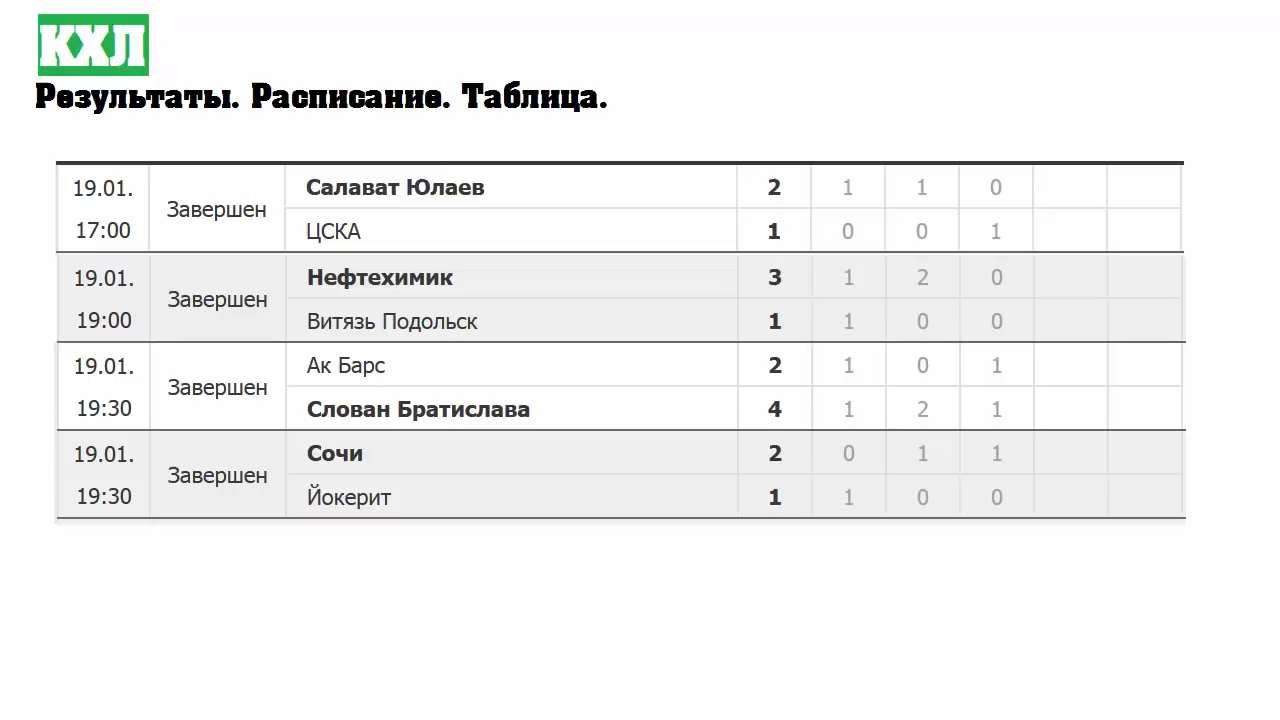 КХЛ
Результаты. Расписание. Таблица.
19.01. Салават Юлаев 2 1 1 0
Завершен
17:00 ЦСКА 1 0 0 1
19.01. Нефтехимик 3 1 2 0
Завершен
19:00 Витязь Подольск 1 1 0 0
19.01. Ак Барс 2 1 0 1
Завершен
19:30 Слован Братислава 4 1 2 1
19.01. Сочи 2 0 1 1
Завершен
19:30 Йокерит 1 1 0 0